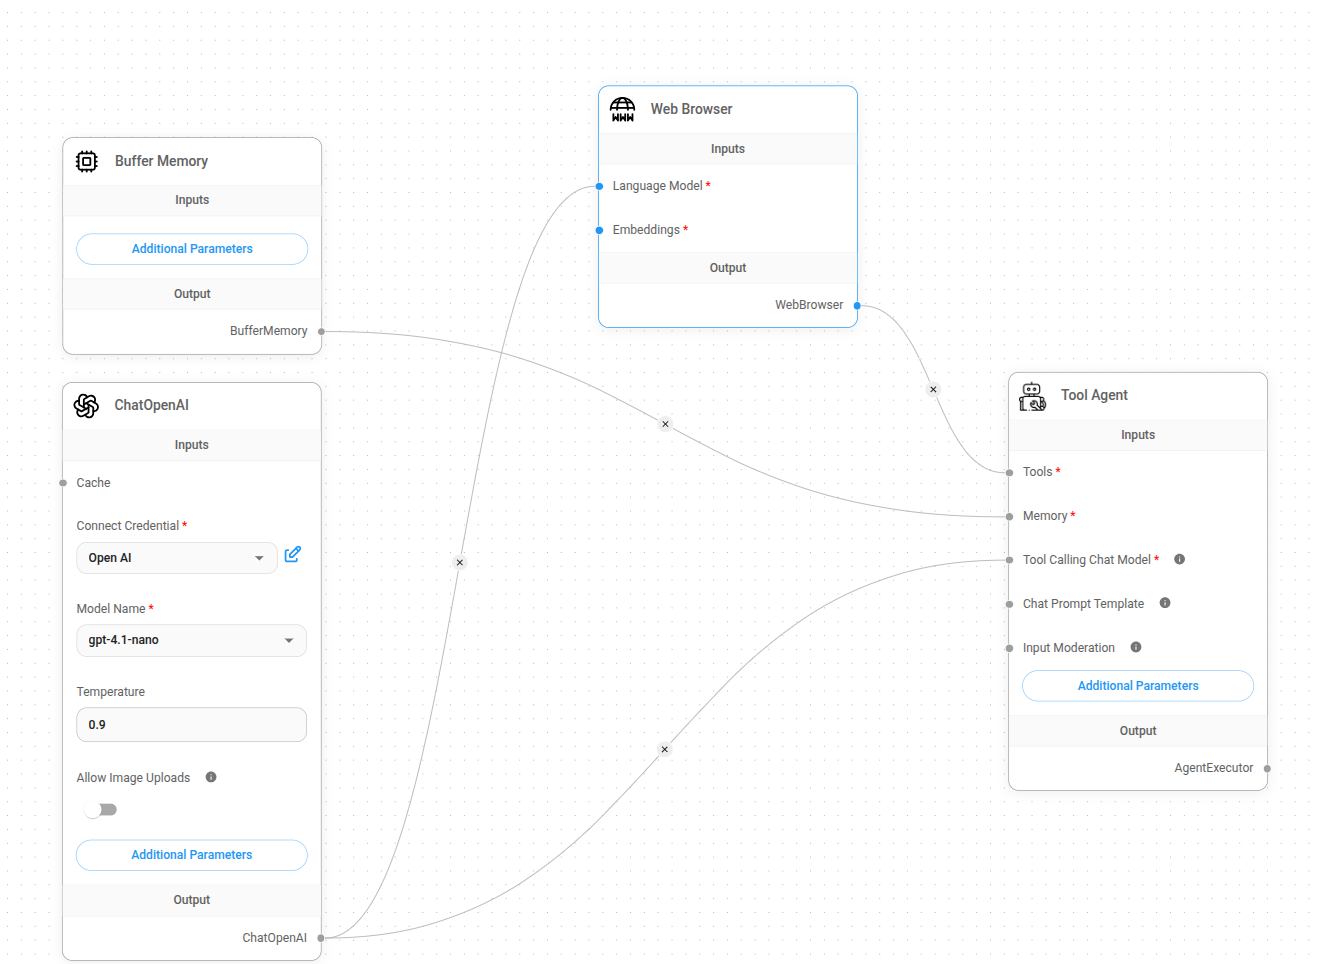 Web Browser
Inputs
Language Model *
Embeddings *
Output
WebBrowser
Buffer Memory
Inputs
Additional Parameters
Output
BufferMemory
ChatOpenAI
Inputs
Cache
Connect Credential *
Open AI
Model Name *
gpt-4.1-nano
Temperature
0.9
Allow Image Uploads
Additional Parameters
Output
ChatOpenAI
Tool Agent
Inputs
Tools *
Memory *
Tool Calling Chat Model *
Chat Prompt Template
Input Moderation
Additional Parameters
Output
AgentExecutor